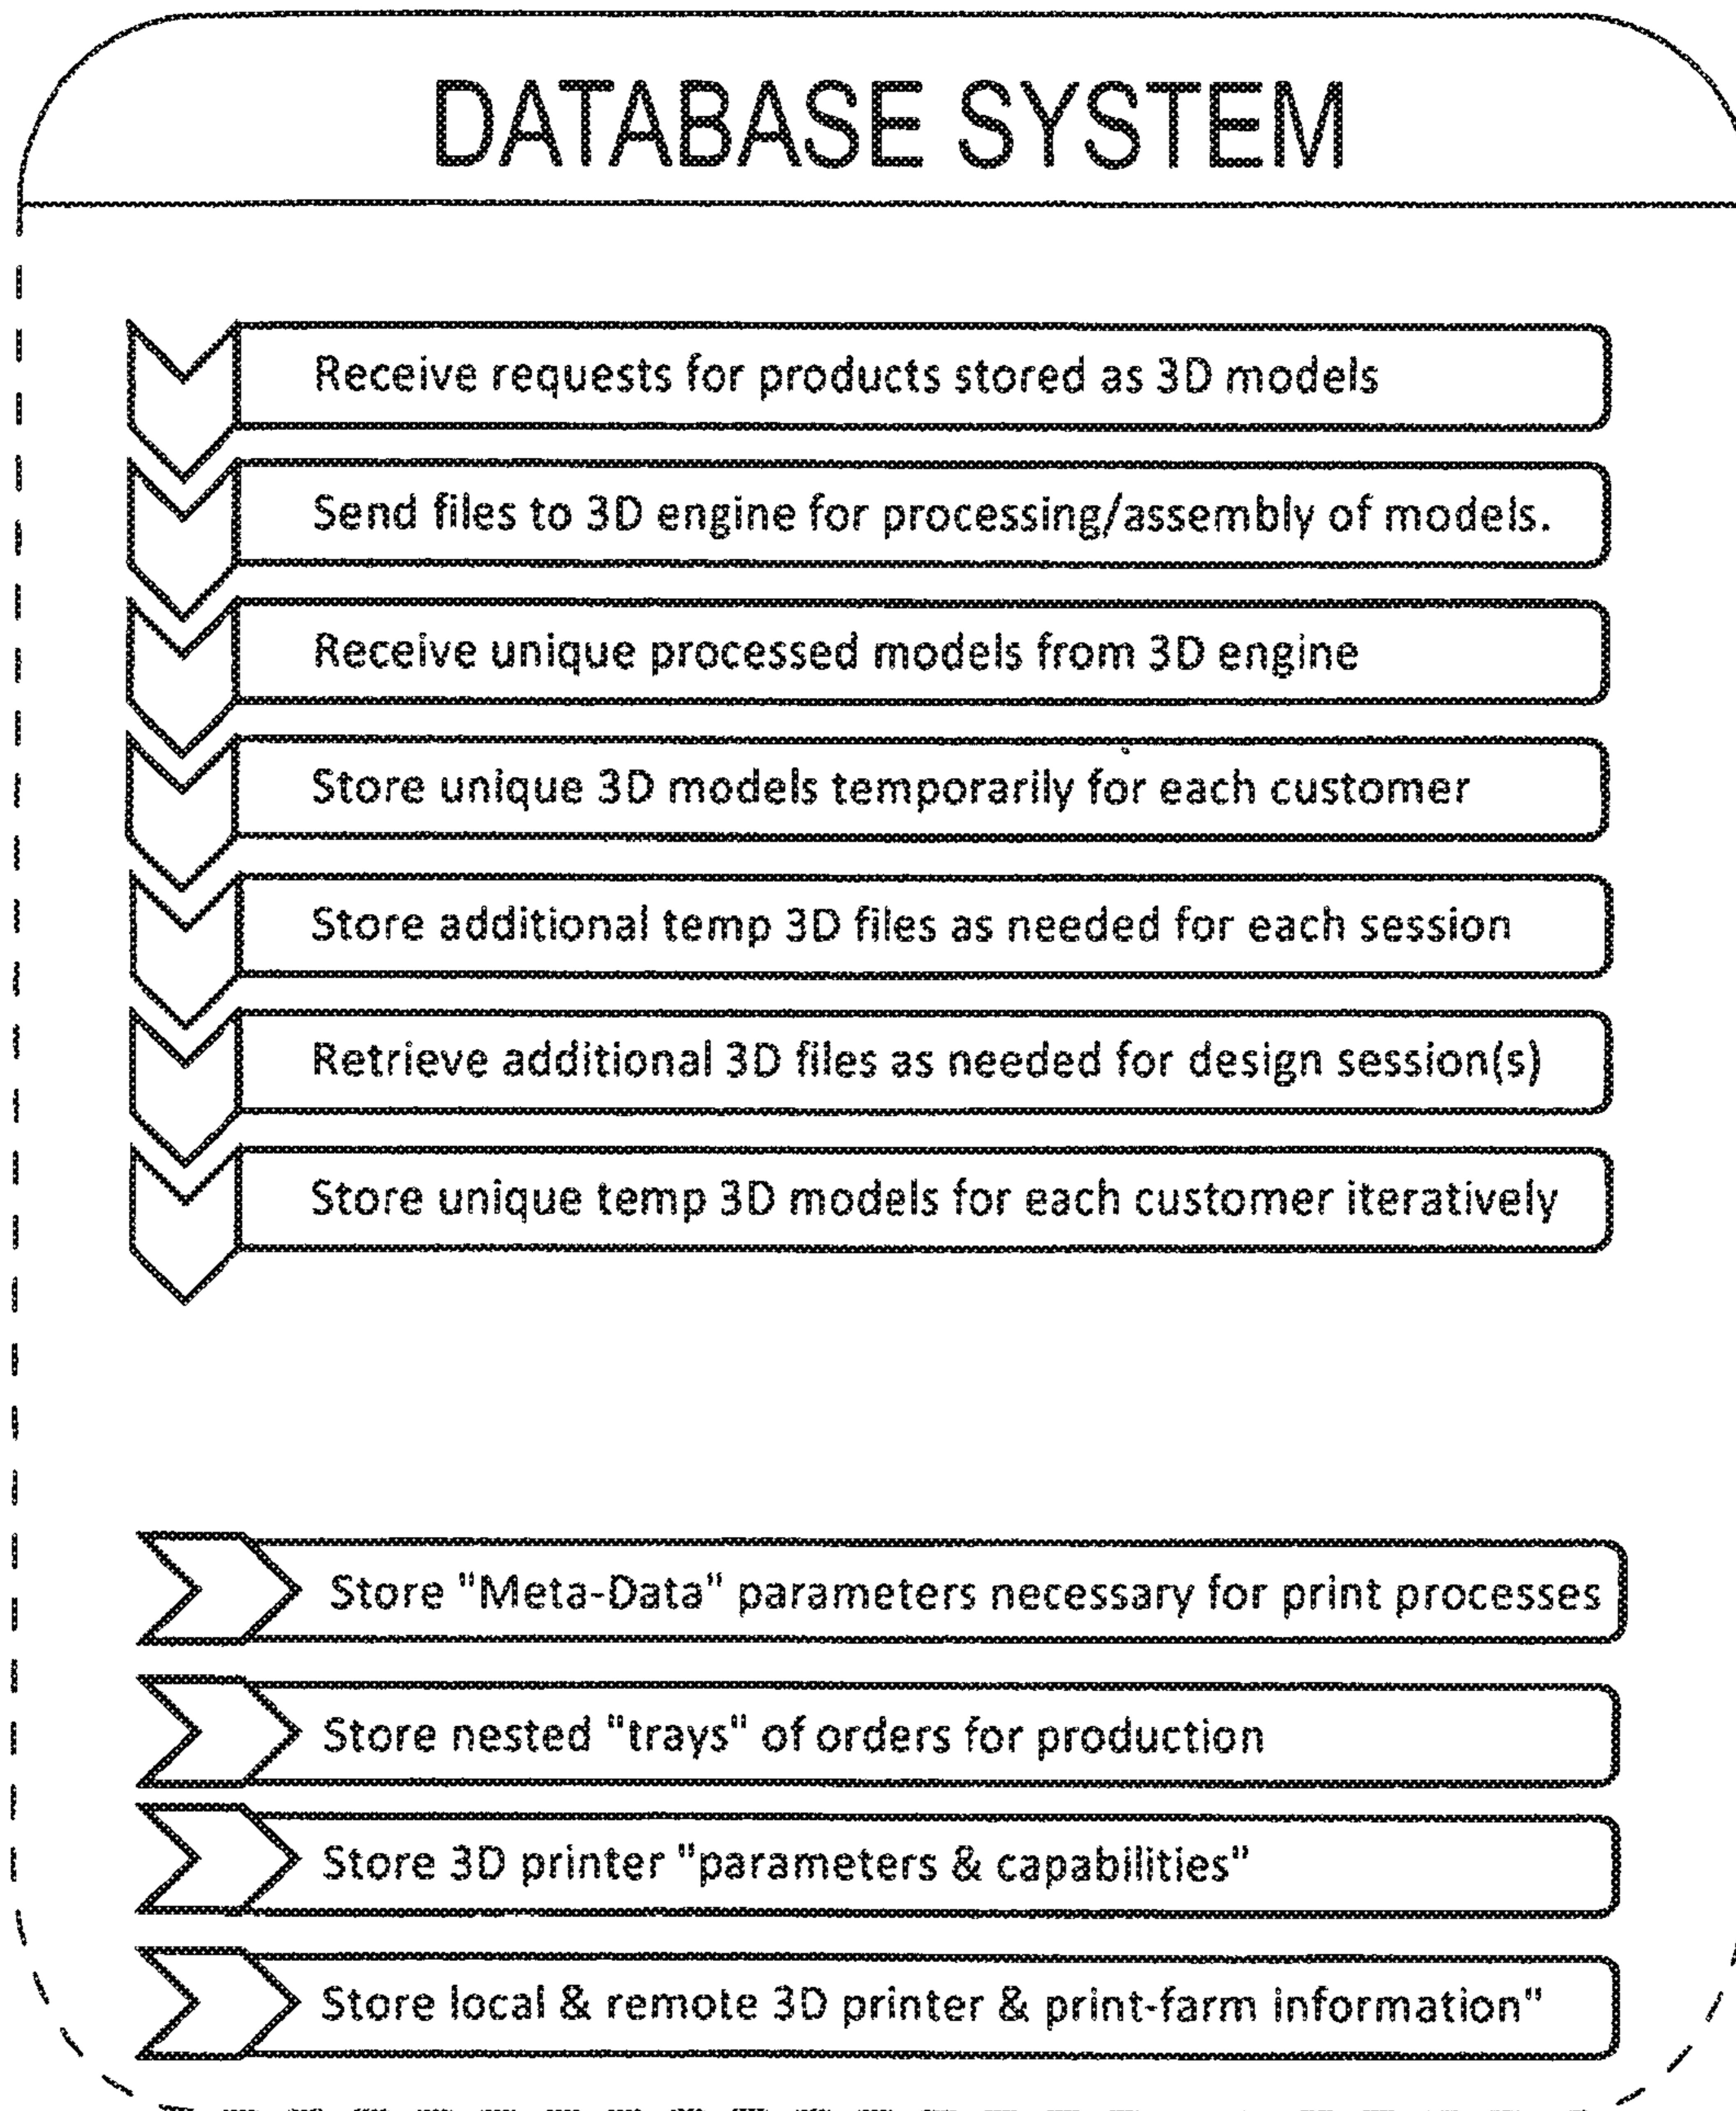 DATABASE SYSTEM
Receive requests for products stored as 3D models
Send files to 3D engine for processing/assembly of models.
Receive unique processed models from 3D engine
Store unique 3D models temporarily for each customer
Store additional temp 3D files as needed for each session
Retrieve additional 3D files as needed for design session(s)
Store unique temp 3D models for each customer iteratively
Store "Meta-Data" parameters necessary for print processes
Store nested "trays" of orders for production
Store 3D printer "parameters & capabilities"
Store local & remote 3D printer & print-farm information"